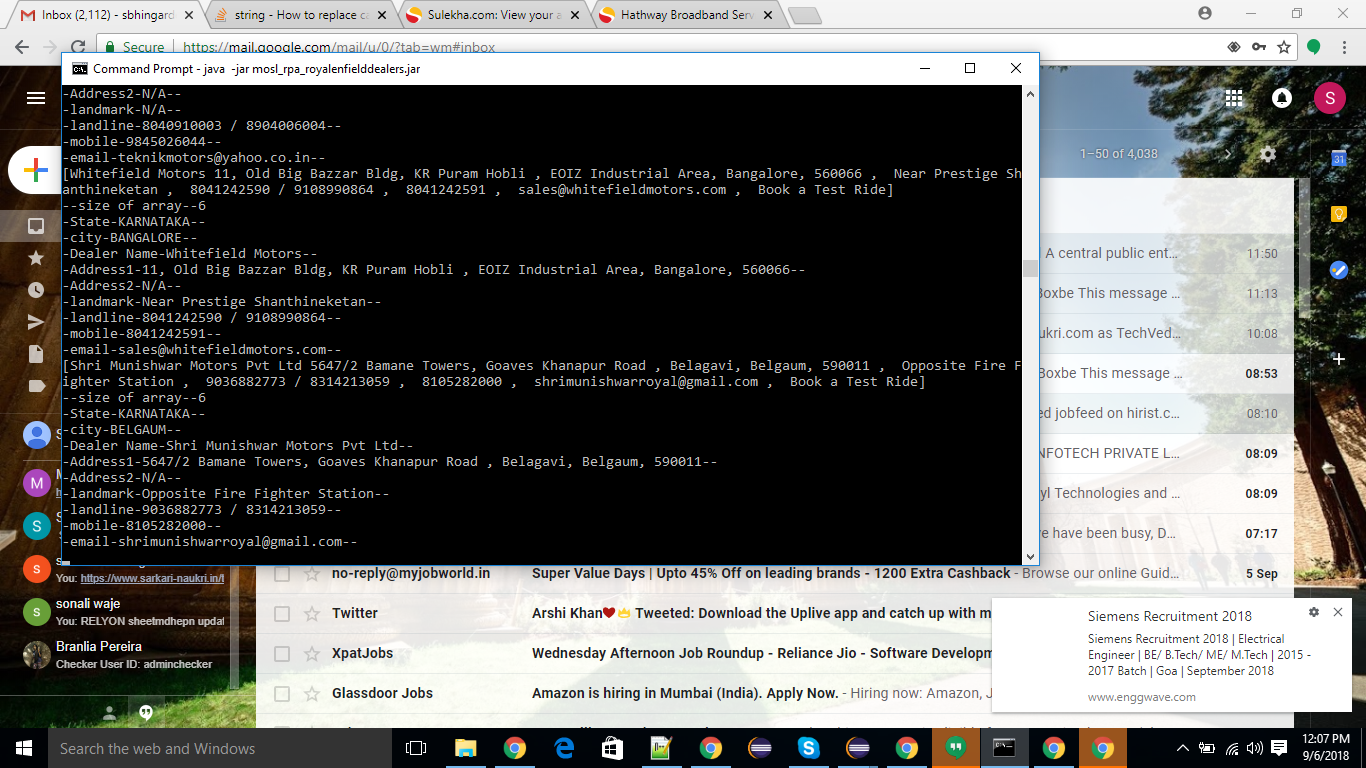 Inbox (2,112) - sbhingard
string - How to replace ca
Sulekha.com: View your a
Hathway Broadband Serv
Secure
https://mail.google.com/mail/u/0/?tab=wm#inbox
Command Prompt - java -jar mosl_rpa_royalenfielddealers.jar
-Address2-N/A--
-landmark-N/A--
-landline-8040910003 / 8904006004--
-mobile-9845026044--
-email-teknikmotors@yahoo.co.in--
[Whitefield Motors 11, Old Big Bazzar Bldg, KR Puram Hobli , EOIZ Industrial Area, Bangalore, 560066 , Near Prestige Sh
anthineketan , 8041242590 / 9108990864 , 8041242591 , sales@whitefieldmotors.com , Book a Test Ride]
--size of array--6
-State-KARNATAKA--
-city-BANGALORE--
-Dealer Name-Whitefield Motors--
-Address1-11, Old Big Bazzar Bldg, KR Puram Hobli , EOIZ Industrial Area, Bangalore, 560066--
-Address2-N/A--
-landmark-Near Prestige Shanthineketan--
-landline-8041242590 / 9108990864--
-mobile-8041242591--
-email-sales@whitefieldmotors.com--
[Shri Munishwar Motors Pvt Ltd 5647/2 Bamane Towers, Goaves Khanapur Road , Belagavi, Belgaum, 590011 , Opposite Fire F
ighter Station , 9036882773 / 8314213059 , 8105282000 , shrimunishwarroyal@gmail.com , Book a Test Ride]
--size of array--6
-State-KARNATAKA--
-city-BELGAUM--
-Dealer Name-Shri Munishwar Motors Pvt Ltd--
-Address1-5647/2 Bamane Towers, Goaves Khanapur Road , Belagavi, Belgaum, 590011--
-Address2-N/A--
-landmark-Opposite Fire Fighter Station--
-landline-9036882773 / 8314213059--
-mobile-8105282000--
-email-shrimunishwarroyal@gmail.com--
S
1–50 of 4,038
31
A central public ent... 11:50
Boxbe This message ... 11:13
ukri.com as TechVed... 10:08
Boxbe This message ... 08:53
ed jobfeed on hirist.c... 08:10
NFOTECH PRIVATE L... 08:09
yl Technologies and ... 08:09
e have been busy, D... 07:17
M
S
s
You: https://www.sarkari-naukri.in/t
S
sonali waje
You: RELYON sheetmdhepn updat
Branlia Pereira
Checker User ID: adminchecker
no-reply@myjobworld.in Super Value Days | Upto 45% Off on leading brands - 1200 Extra Cashback - Browse our online Guid... 5 Sep
Twitter Arshi Khan❤👑 Tweeted: Download the Uplive app and catch up with m
XpatJobs Wednesday Afternoon Job Roundup - Reliance Jio - Software Developm
Glassdoor Jobs Amazon is hiring in Mumbai (India). Apply Now. - Hiring now: Amazon, J
Siemens Recruitment 2018
Siemens Recruitment 2018 | Electrical
Engineer | BE/ B.Tech/ ME/ M.Tech | 2015 -
2017 Batch | Goa | September 2018
www.enggwave.com
Search the web and Windows
12:07 PM
9/6/2018